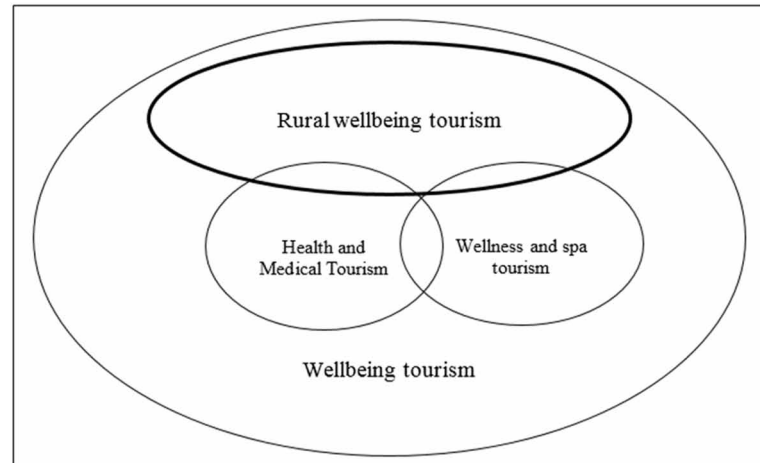 Rural wellbeing tourism
Health and
Medical Tourism
Wellness and spa
tourism
Wellbeing tourism